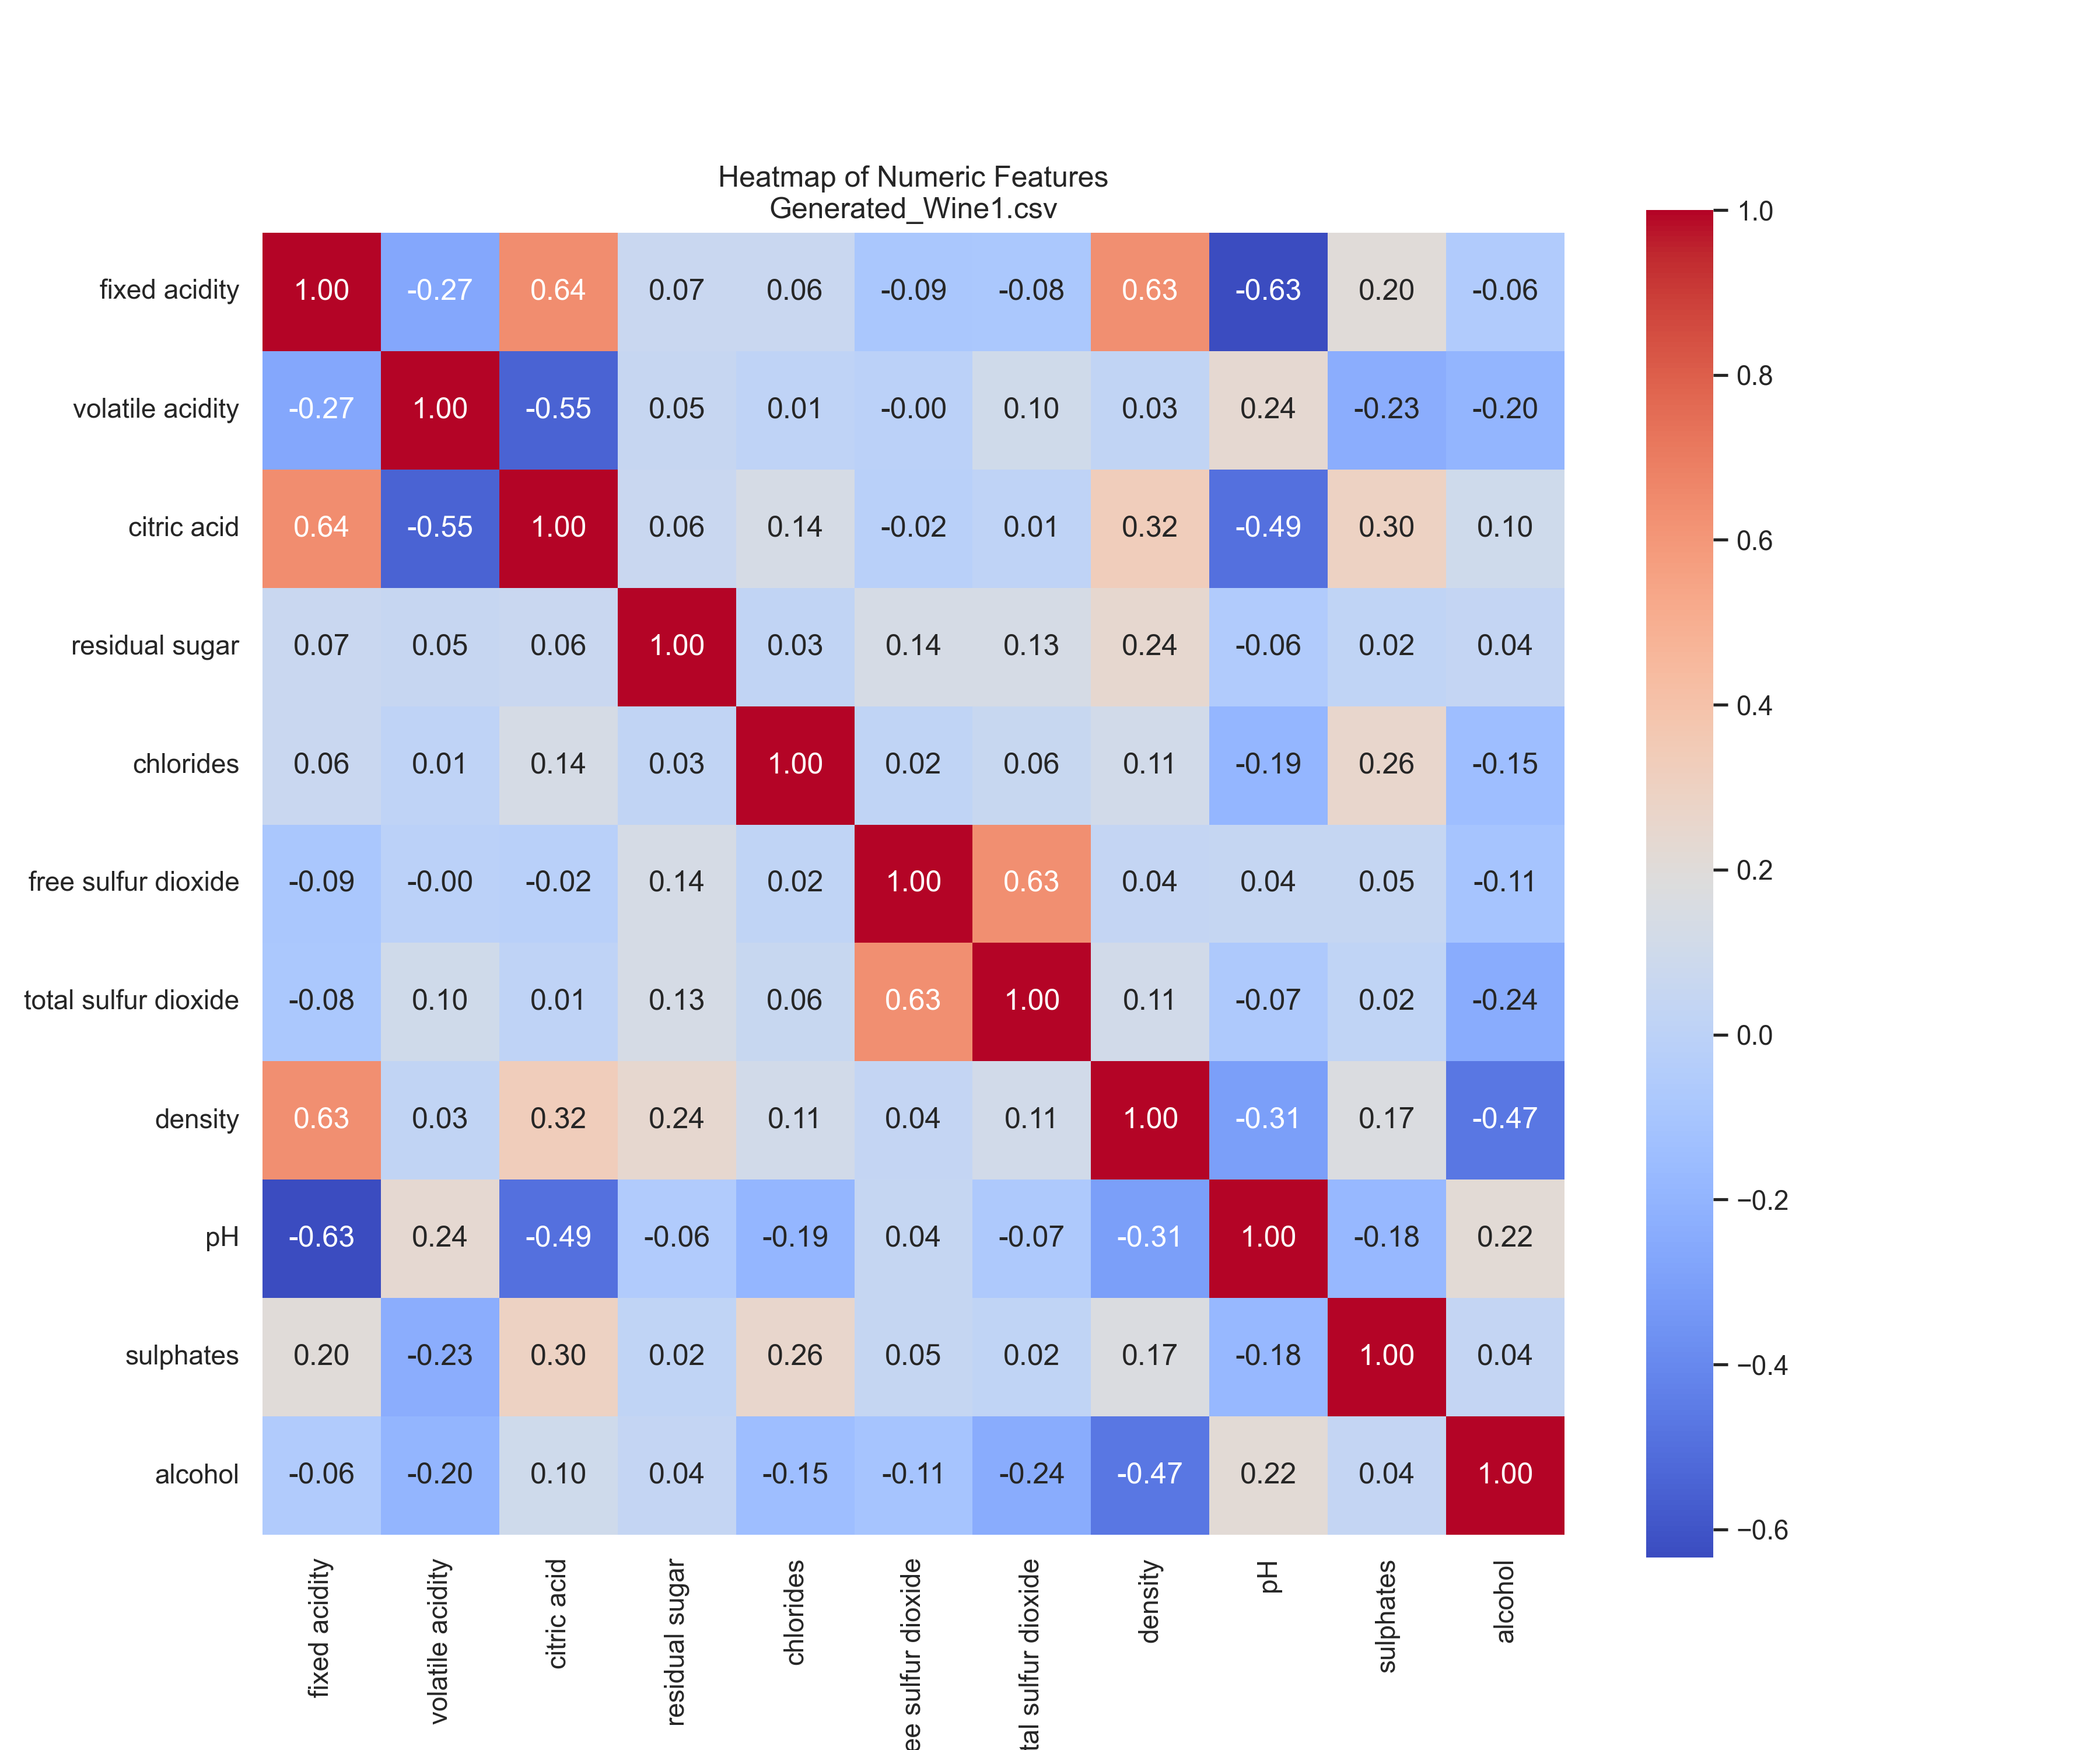 Heatmap of Numeric Features
Generated_Wine1.csv
fixed acidity 1.00 -0.27 0.64 0.07 0.06 -0.09 -0.08 0.63 -0.63 0.20 -0.06
volatile acidity -0.27 1.00 -0.55 0.05 0.01 -0.00 0.10 0.03 0.24 -0.23 -0.20
citric acid 0.64 -0.55 1.00 0.06 0.14 -0.02 0.01 0.32 -0.49 0.30 0.10
residual sugar 0.07 0.05 0.06 1.00 0.03 0.14 0.13 0.24 -0.06 0.02 0.04
chlorides 0.06 0.01 0.14 0.03 1.00 0.02 0.06 0.11 -0.19 0.26 -0.15
free sulfur dioxide -0.09 -0.00 -0.02 0.14 0.02 1.00 0.63 0.04 0.04 0.05 -0.11
total sulfur dioxide -0.08 0.10 0.01 0.13 0.06 0.63 1.00 0.11 -0.07 0.02 -0.24
density 0.63 0.03 0.32 0.24 0.11 0.04 0.11 1.00 -0.31 0.17 -0.47
pH -0.63 0.24 -0.49 -0.06 -0.19 0.04 -0.07 -0.31 1.00 -0.18 0.22
sulphates 0.20 -0.23 0.30 0.02 0.26 0.05 0.02 0.17 -0.18 1.00 0.04
alcohol -0.06 -0.20 0.10 0.04 -0.15 -0.11 -0.24 -0.47 0.22 0.04 1.00
fixed acidity
volatile acidity
citric acid
residual sugar
chlorides
ee sulfur dioxide
tal sulfur dioxide
density
pH
sulphates
alcohol
1.0
0.8
0.6
0.4
0.2
0.0
−0.2
−0.4
−0.6